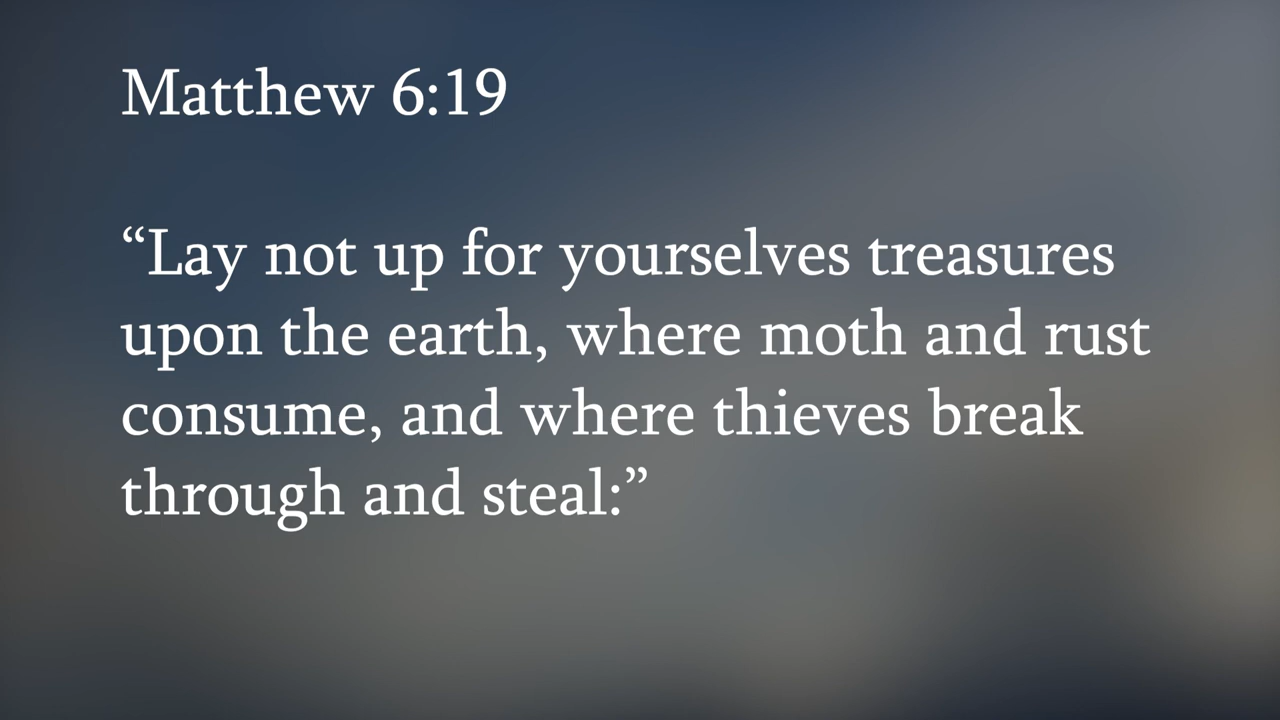 Matthew 6:19
“Lay not up for yourselves treasures
upon the earth, where moth and rust
consume, and where thieves break
through and steal:”